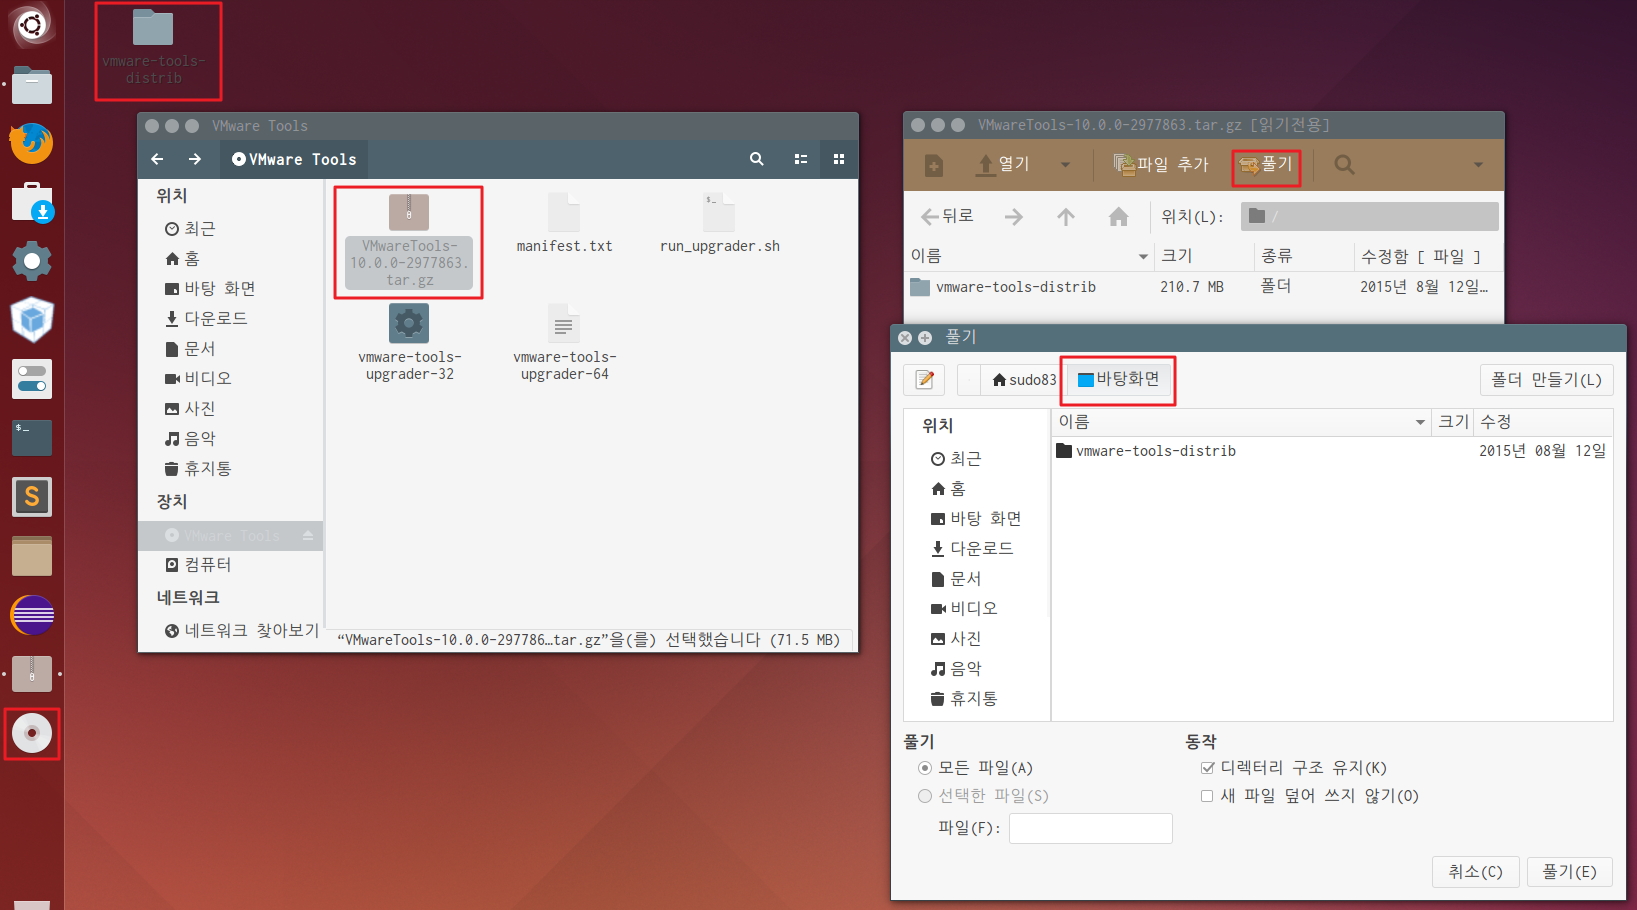 vmware-tools-
distrib
VMware Tools
VMware Tools
위치
최근
홈
바탕 화면
다운로드
문서
비디오
사진
음악
휴지통
장치
VMware Tools
컴퓨터
네트워크
네트워크 찾아보기
VMwareTools-
10.0.0-2977863.
tar.gz
manifest.txt
run_upgrader.sh
vmware-tools-
upgrader-32
vmware-tools-
upgrader-64
“VMwareTools-10.0.0-297786…tar.gz”을(를) 선택했습니다 (71.5 MB)
VMwareTools-10.0.0-2977863.tar.gz [읽기전용]
열기 파일 추가 풀기
뒤로 위치(L): /
이름 크기 종류 수정함 [ 파일 ]
vmware-tools-distrib 210.7 MB 폴더 2015년 8월 12일…
풀기
sudo83 바탕화면 폴더 만들기(L)
위치
최근
홈
바탕 화면
다운로드
문서
비디오
사진
음악
휴지통
이름 크기 수정
vmware-tools-distrib 2015년 08월 12일
풀기
모든 파일(A)
선택한 파일(S)
파일(F):
동작
디렉터리 구조 유지(K)
새 파일 덮어 쓰지 않기(O)
취소(C) 풀기(E)
$_
S
$_